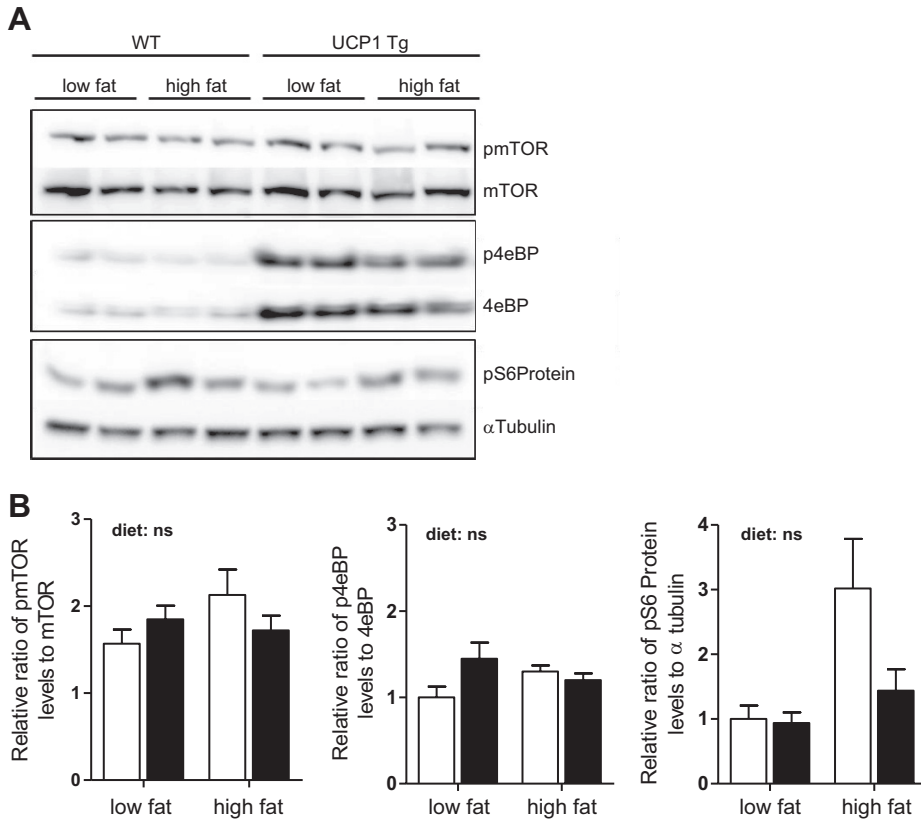 A
WT UCP1 Tg
low fat high fat low fat high fat
pmTOR
mTOR
p4eBP
4eBP
pS6Protein
αTubulin
B
Relative ratio of pmTOR
levels to mTOR
3
2
1
0
diet: ns
low fat high fat
Relative ratio of p4eBP
levels to 4eBP
3
2
1
0
diet: ns
low fat high fat
Relative ratio of pS6 Protein
levels to α tubulin
4
3
2
1
0
diet: ns
low fat high fat